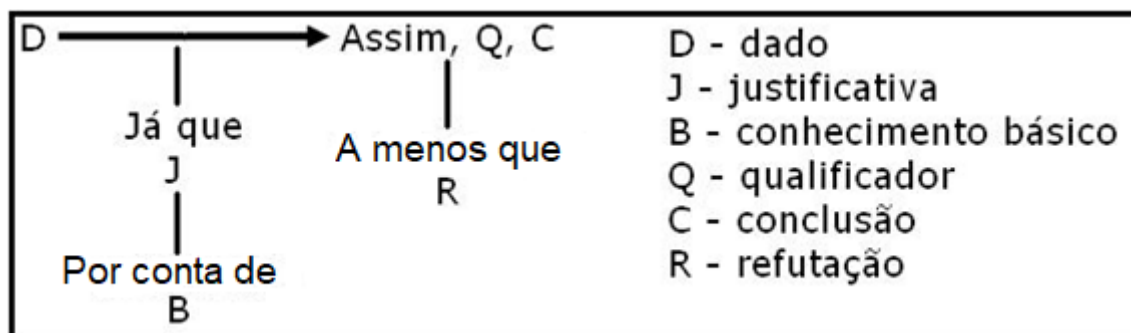 D Assim, Q, C
Já que
J
Por conta de
B
A menos que
R
D - dado
J - justificativa
B - conhecimento básico
Q - qualificador
C - conclusão
R - refutação